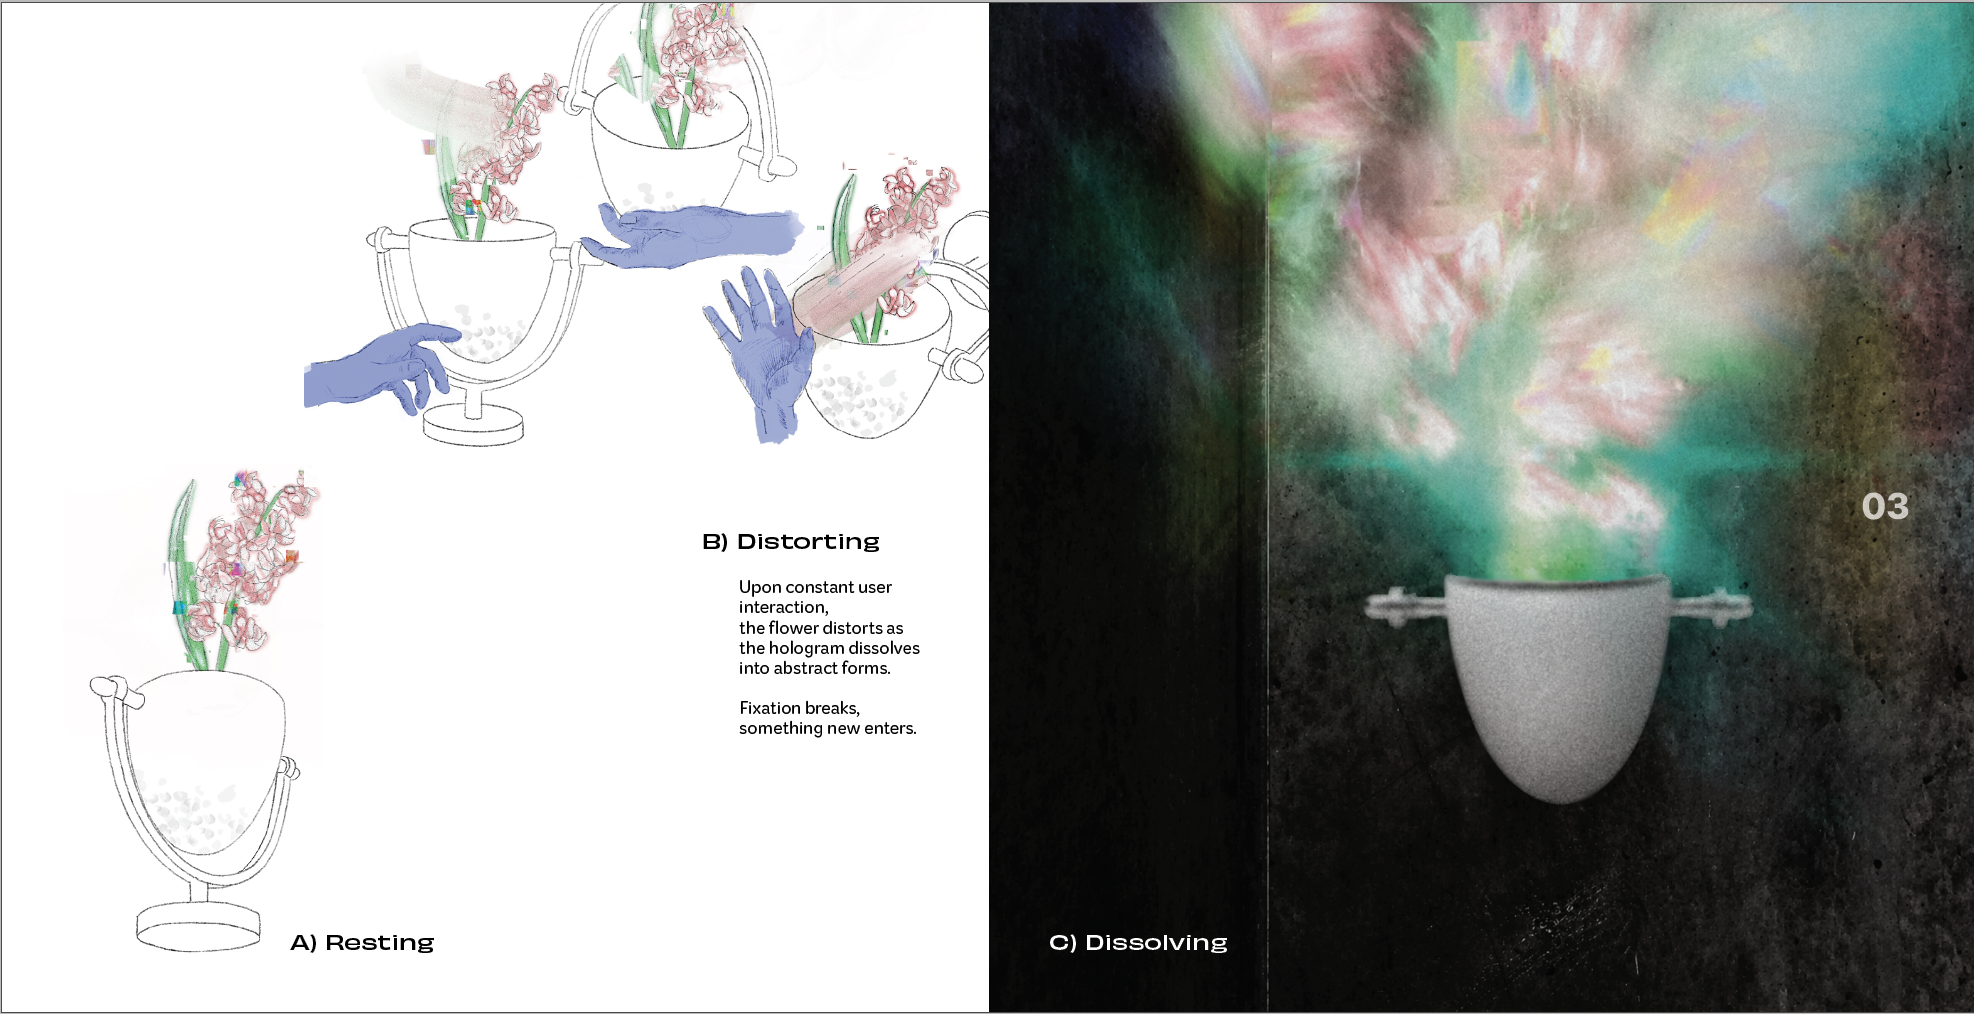 B) Distorting
Upon constant user
interaction,
the flower distorts as
the hologram dissolves
into abstract forms.
Fixation breaks,
something new enters.
A) Resting
C) Dissolving
03